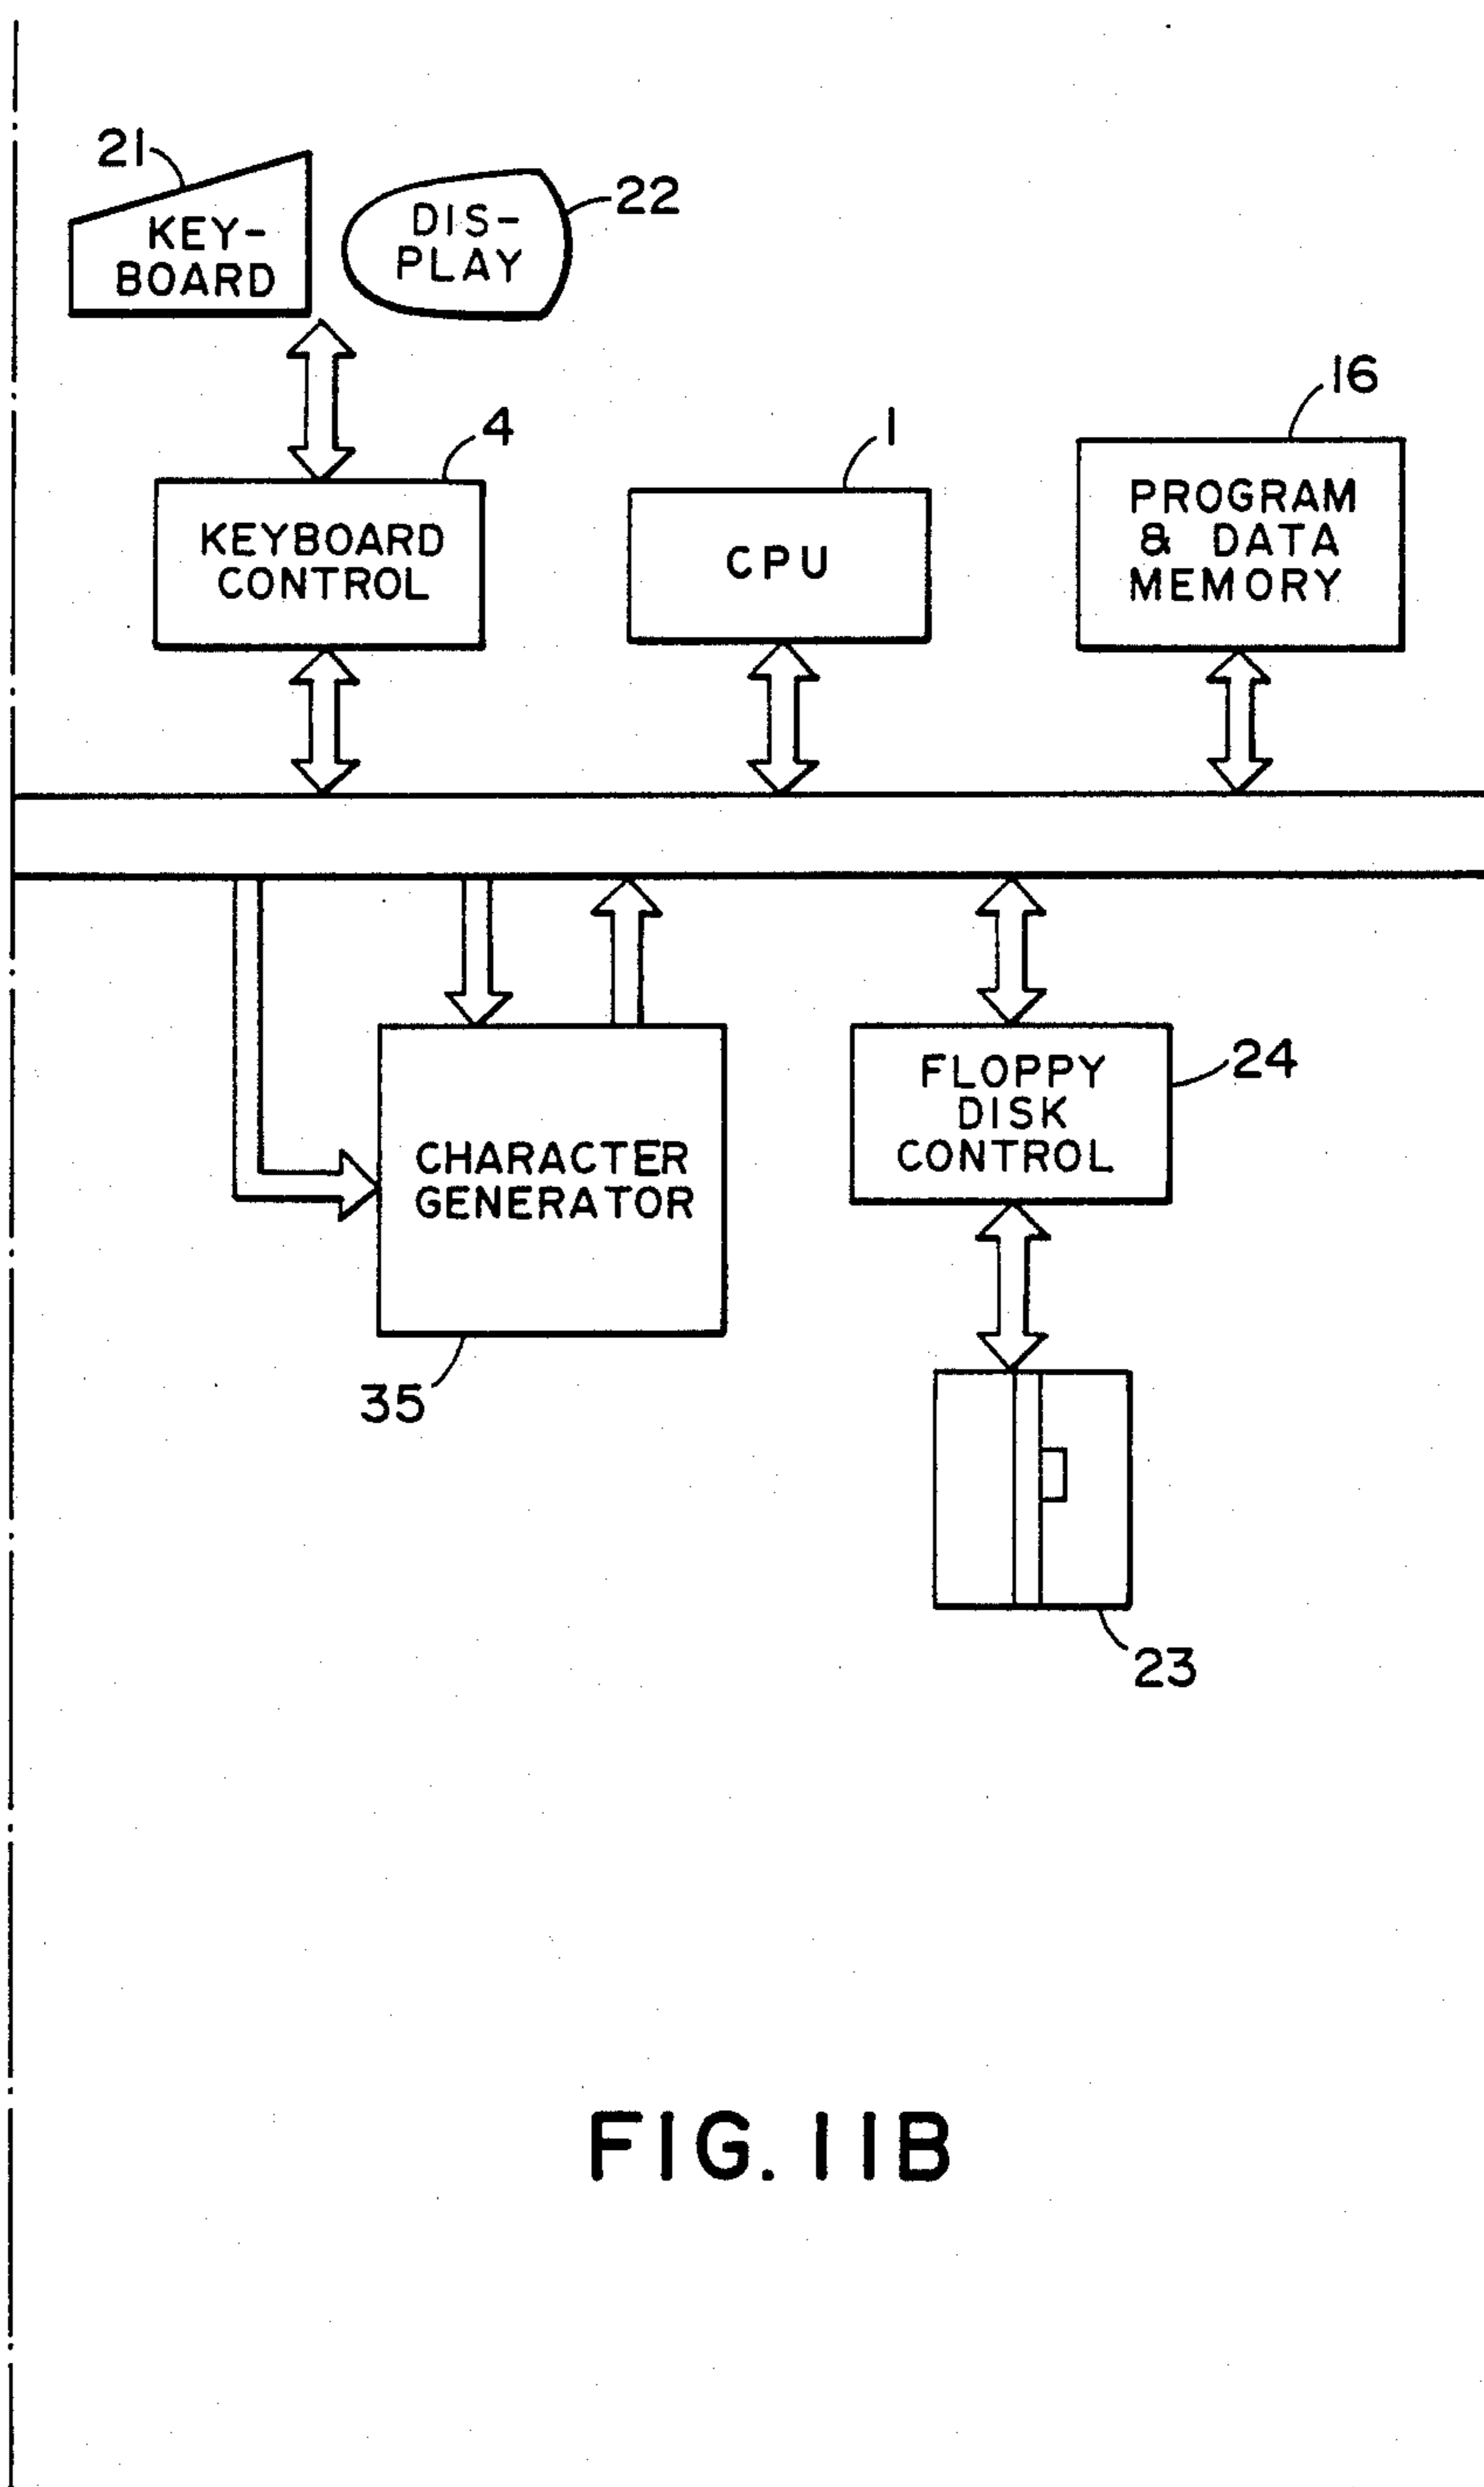 21
KEY-
BOARD
DIS-
PLAY
22
4
KEYBOARD
CONTROL
1
CPU
16
PROGRAM
& DATA
MEMORY
CHARACTER
GENERATOR
35
FLOPPY
DISK
CONTROL
24
23
FIG. 11B